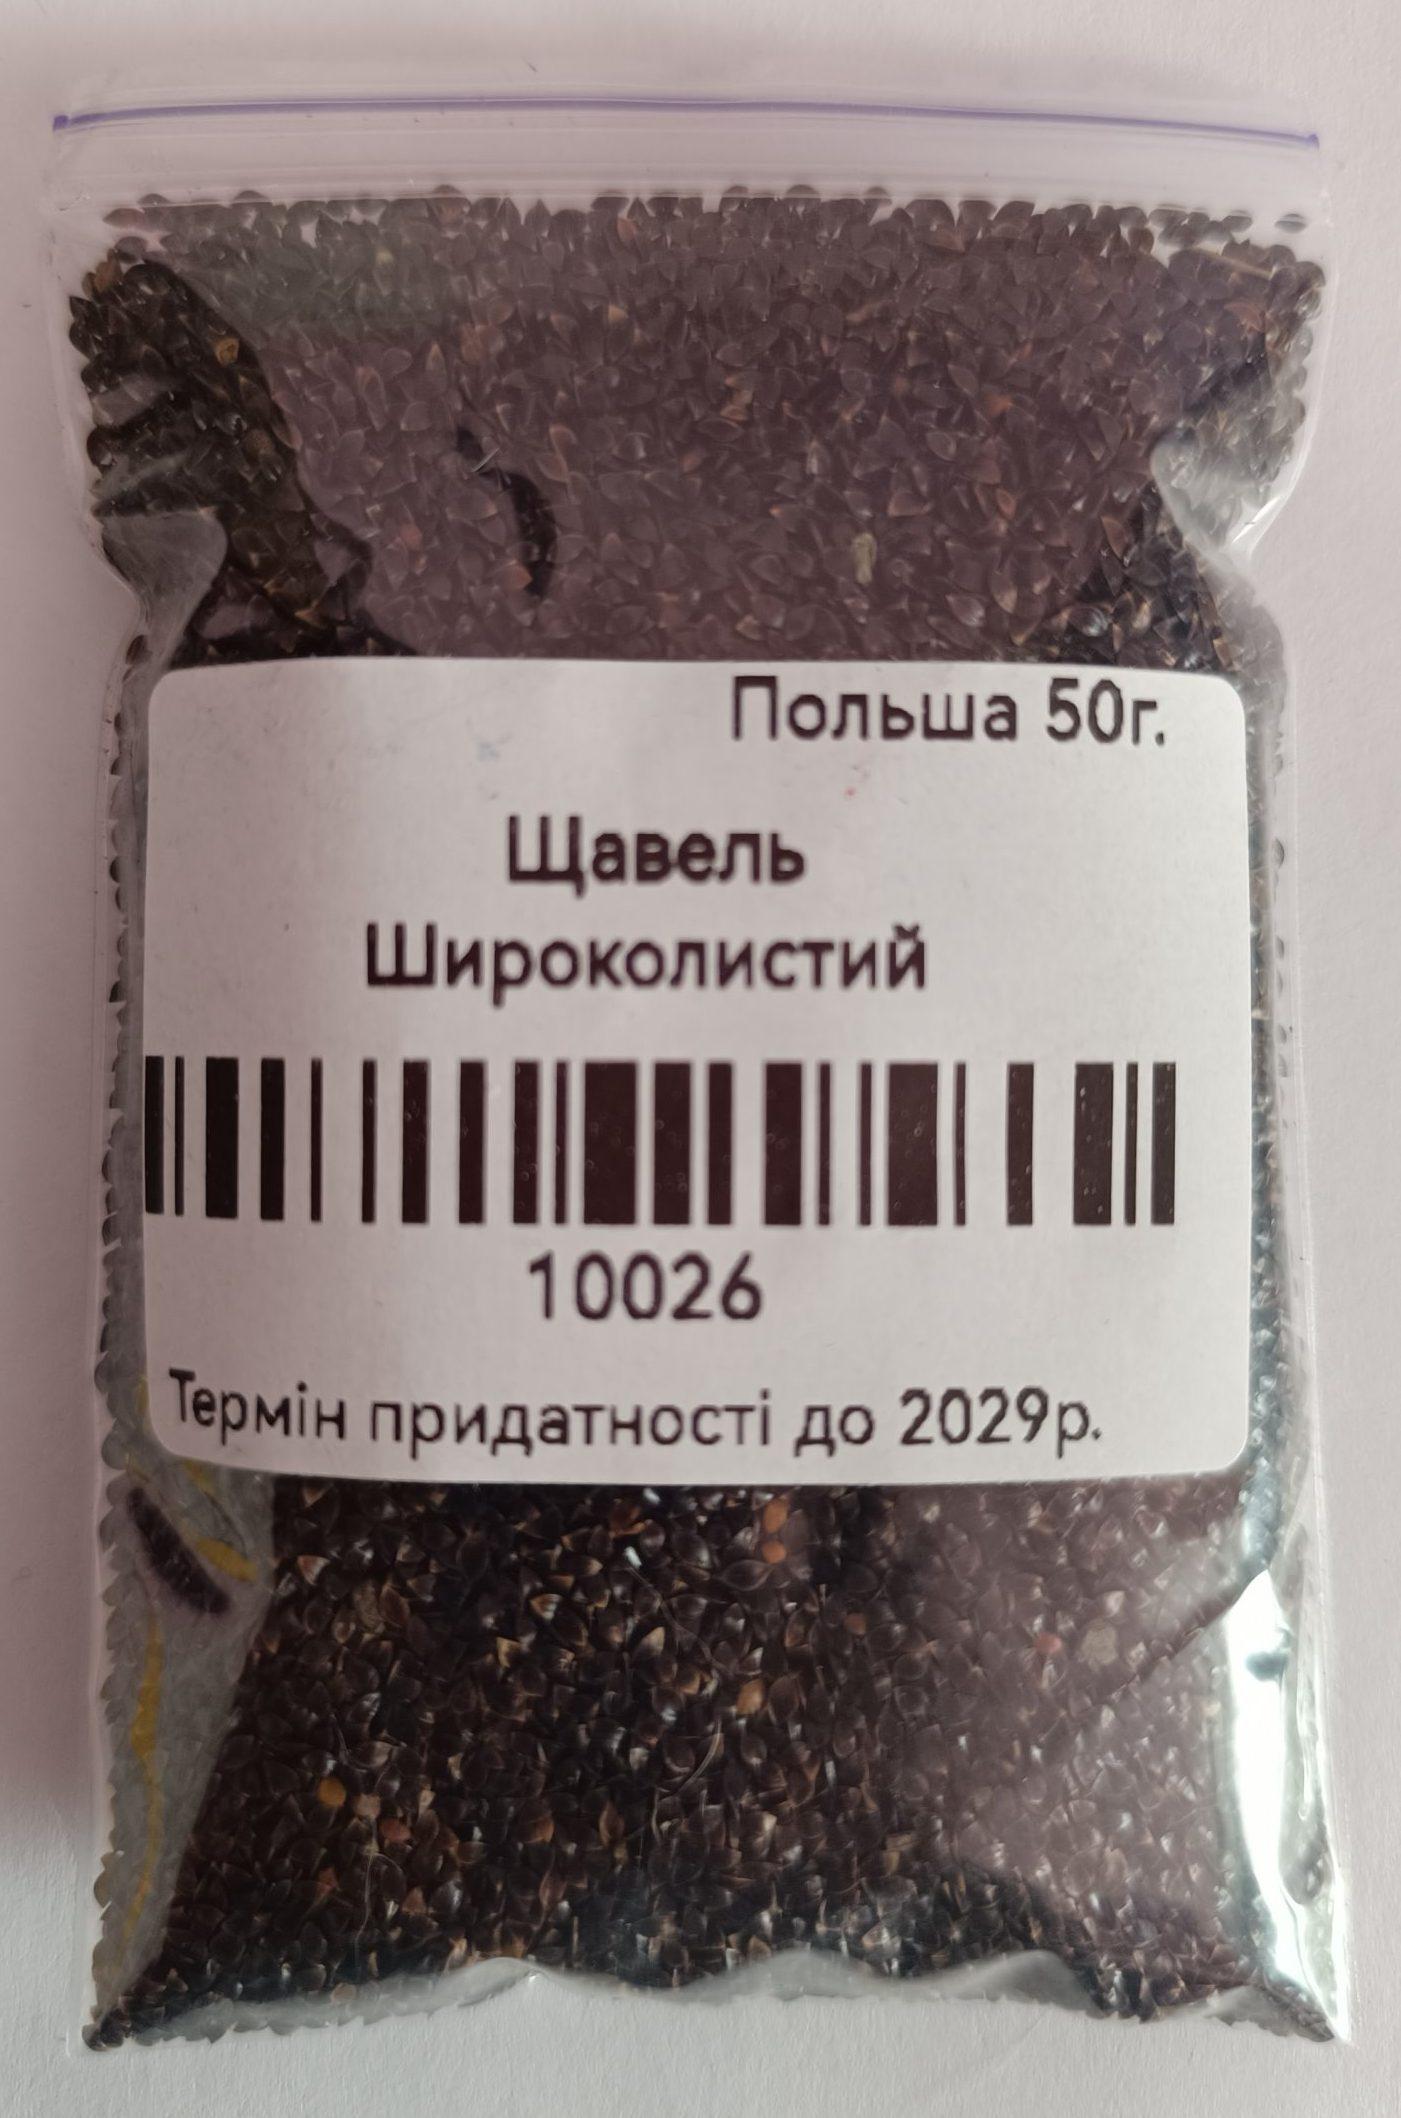 Польша 50г.
Щавель
Широколистий
10026
Термін придатності до 2029р.